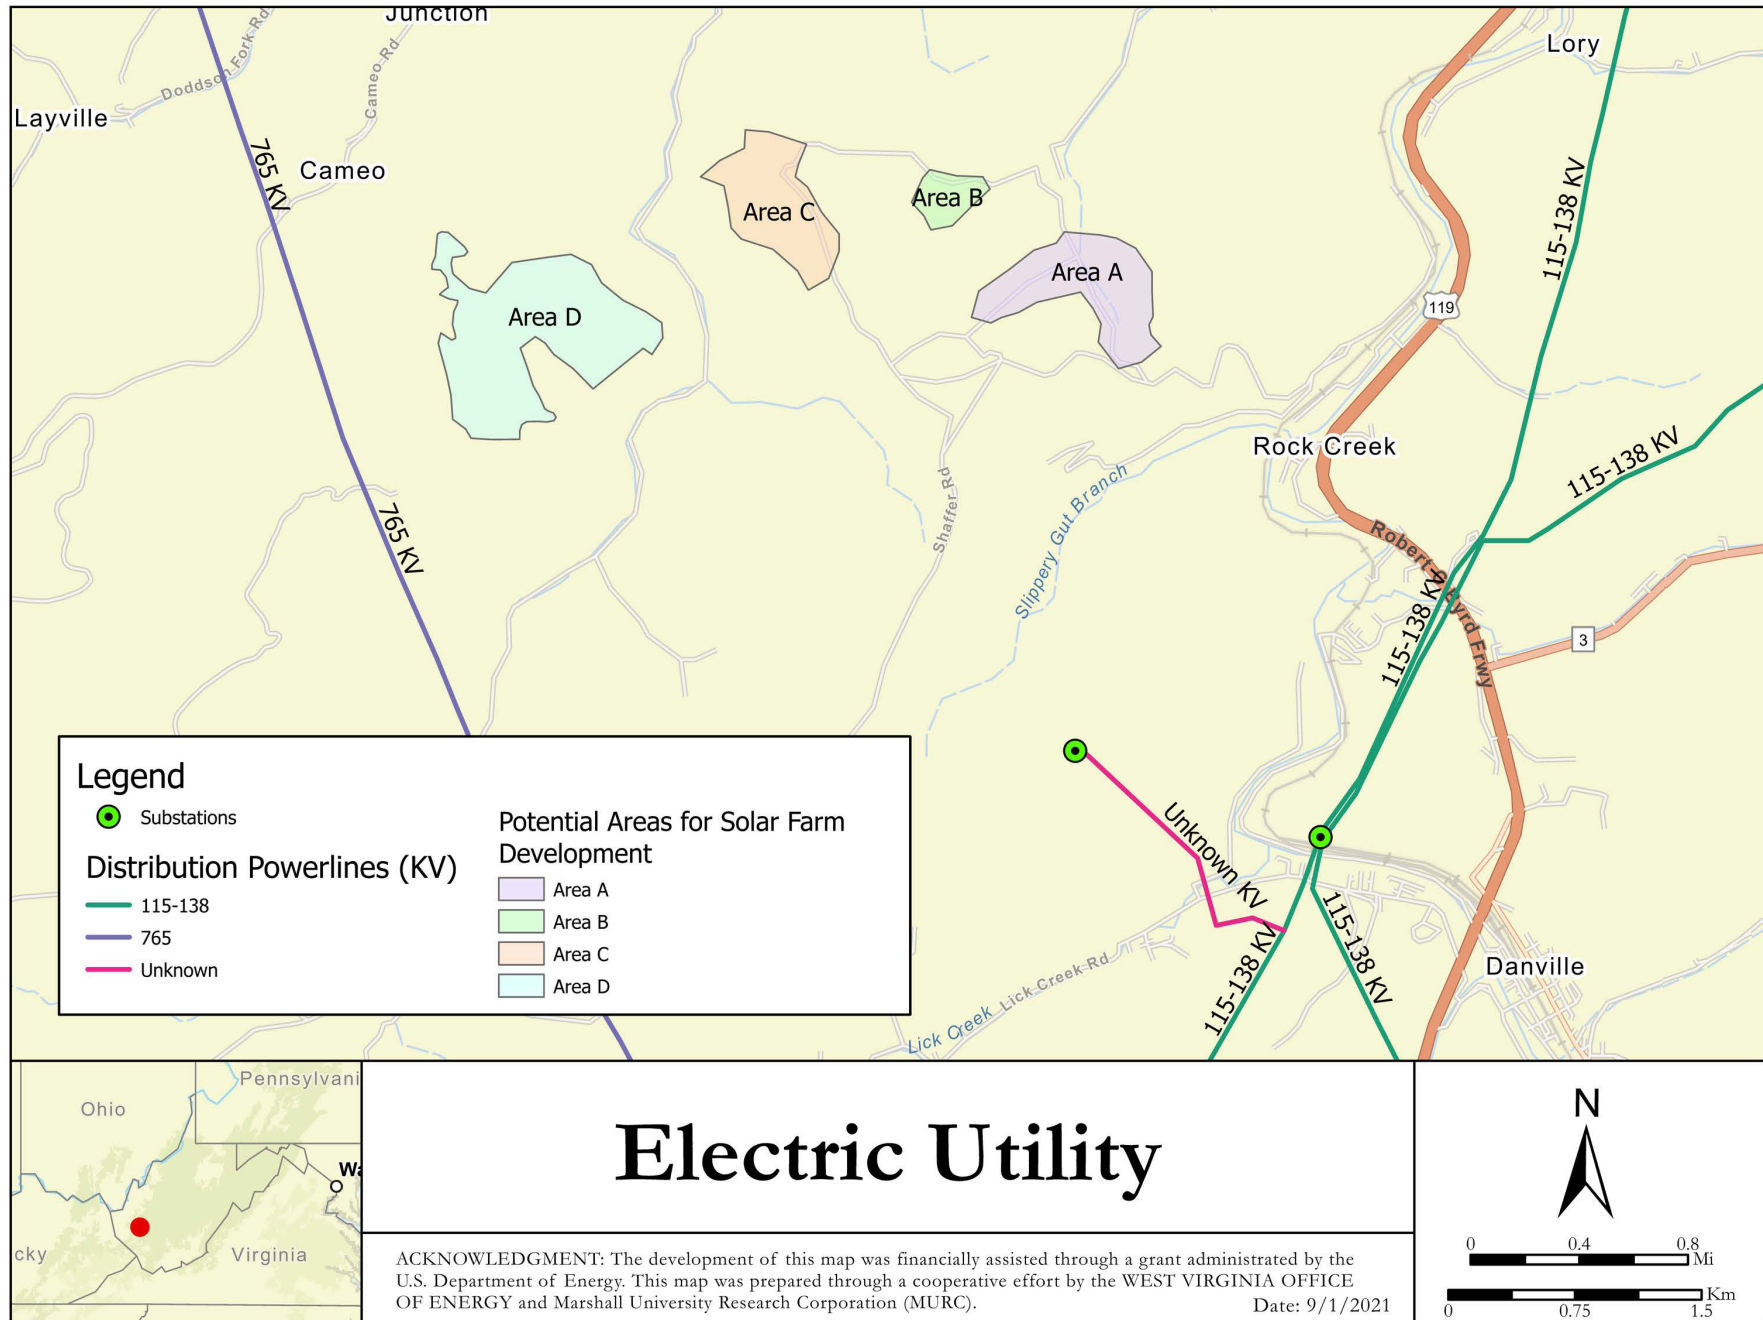 Junction
Lory
Doddson Fork Rd
Cameo Rd
Layville
765 KV
Cameo
115-138 KV
Area C
Area B
Area A
119
Area D
115-138 KV
Rock Creek
Slippery Gut Branch
Shaffer Rd
765 KV
Robert C Byrd Frwy
115-138 KV
3
Unknown KV
115-138 KV
115-138 KV
Danville
Lick Creek Rd
Lick Creek
Legend
Substations
Distribution Powerlines (KV)
115-138
765
Unknown
Potential Areas for Solar Farm
Development
Area A
Area B
Area C
Area D
Pennsylvani
Ohio
Wa
cky
Virginia
Electric Utility
ACKNOWLEDGMENT: The development of this map was financially assisted through a grant administrated by the
U.S. Department of Energy. This map was prepared through a cooperative effort by the WEST VIRGINIA OFFICE
OF ENERGY and Marshall University Research Corporation (MURC).
Date: 9/1/2021
N
0 0.4 0.8
Mi
Km
0 0.75 1.5